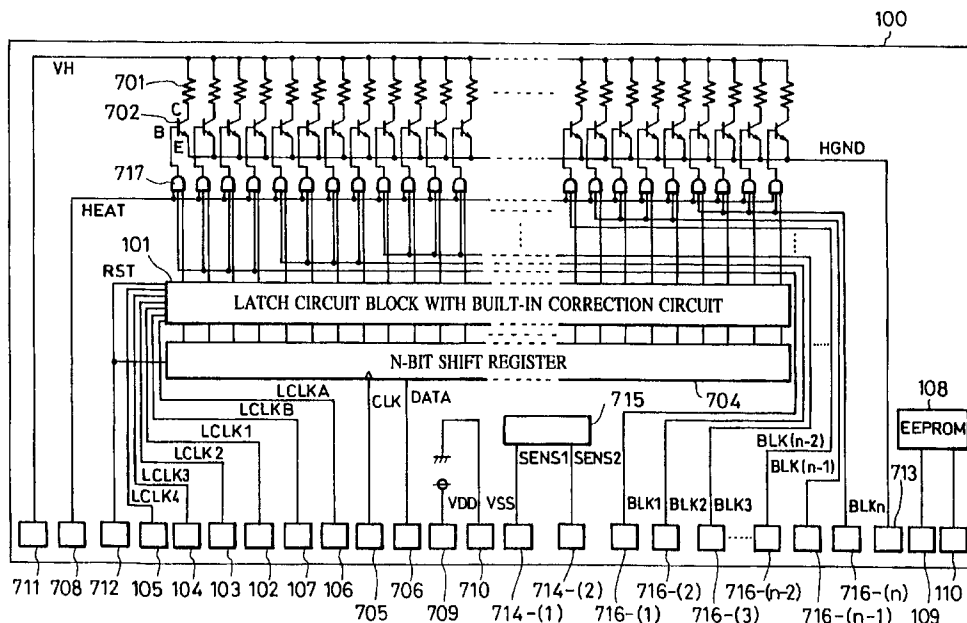 100
VH
701
702
C
B
E
HGND
717
HEAT
101
RST
LATCH CIRCUIT BLOCK WITH BUILT-IN CORRECTION CIRCUIT
N-BIT SHIFT REGISTER
LCLKA
CLK
DATA
715
704
108
LCLKB
EEPROM
LCLK1
BLK(n-2)
LCLK2
SENS1
SENS2
BLK(n-1)
713
LCLK3
LCLK4
VDD
VSS
BLK1
BLK2
BLK3
BLKn
711
708
712
105
104
103
102
107
106
705
706
709
710
714-(1)
714-(2)
716-(1)
716-(2)
716-(3)
716-(n-2)
716-(n-1)
716-(n)
109
110